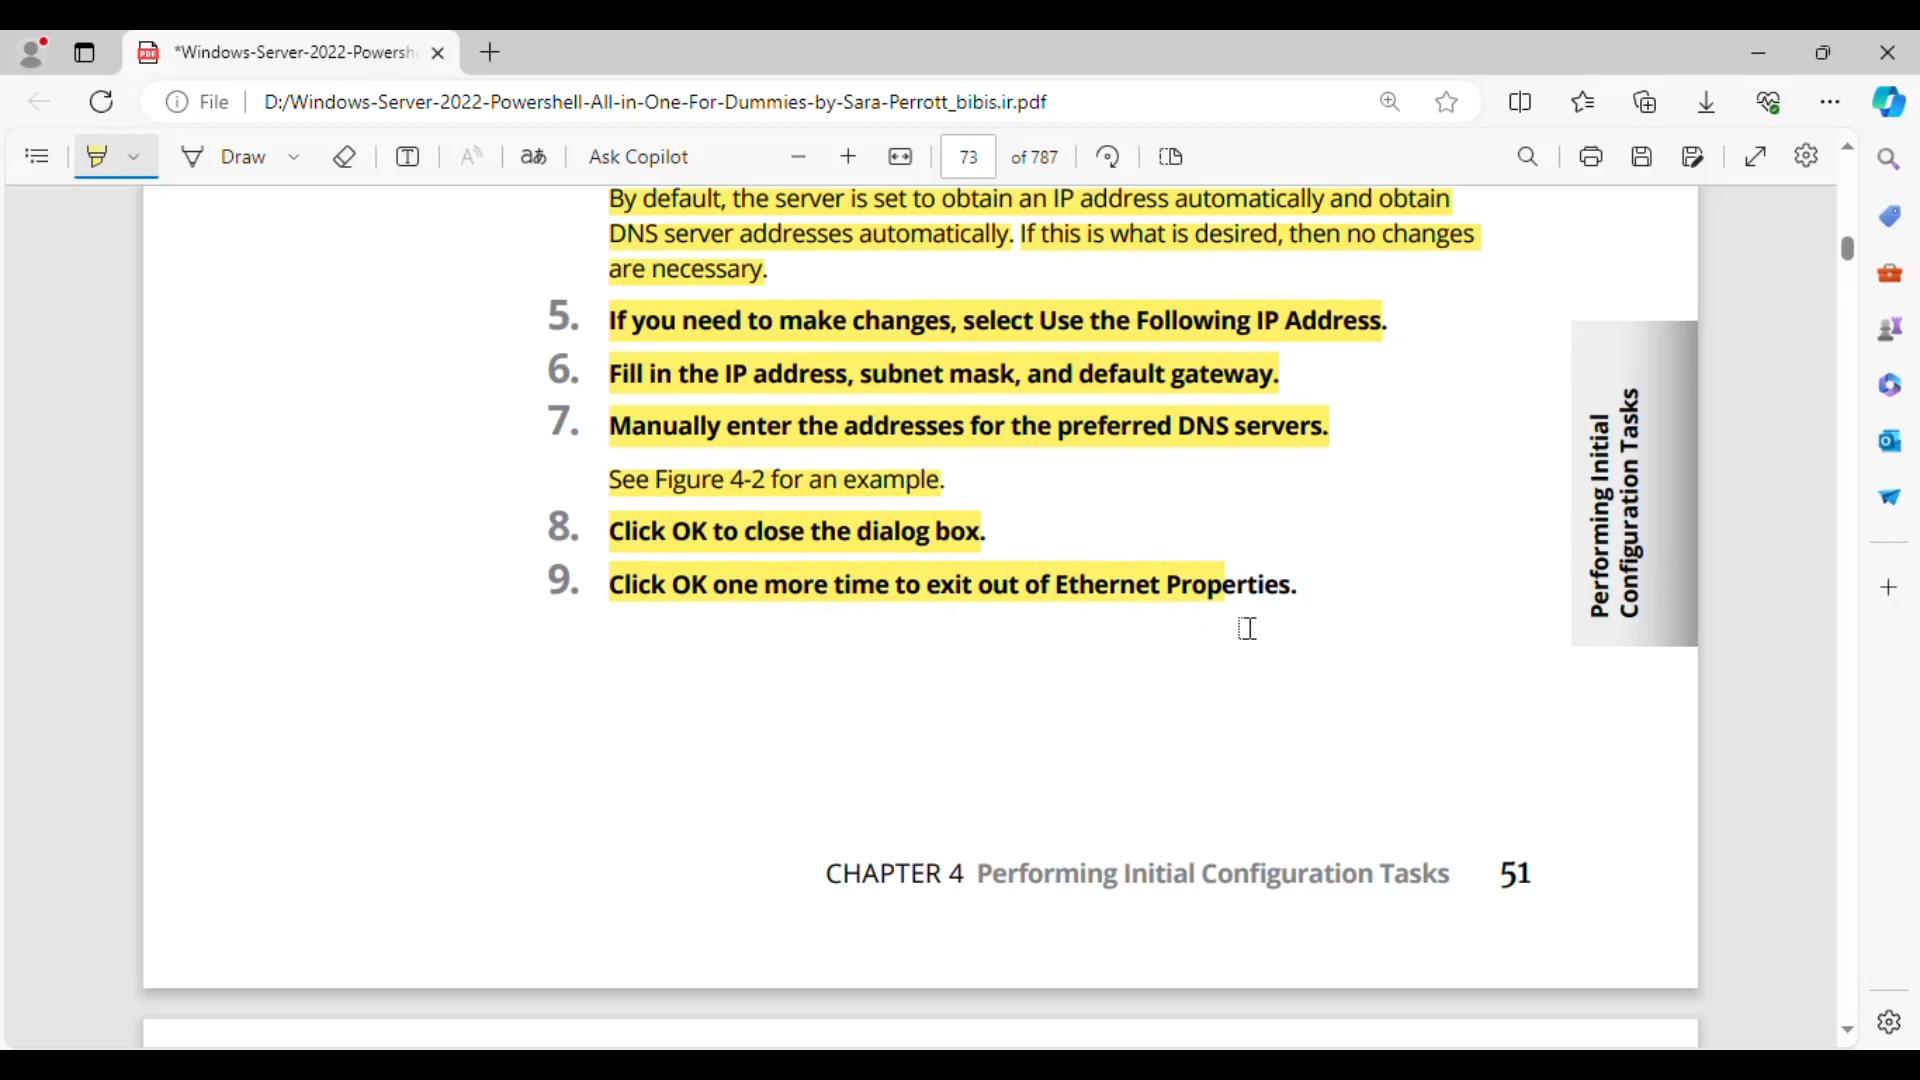 *Windows-Server-2022-Powersh
File
D:/Windows-Server-2022-Powershell-All-in-One-For-Dummies-by-Sara-Perrott_bibis.ir.pdf
Draw
aあ
Ask Copilot
73 of 787
By default, the server is set to obtain an IP address automatically and obtain
DNS server addresses automatically. If this is what is desired, then no changes
are necessary.
5. If you need to make changes, select Use the Following IP Address.
6. Fill in the IP address, subnet mask, and default gateway.
7. Manually enter the addresses for the preferred DNS servers.
See Figure 4-2 for an example.
8. Click OK to close the dialog box.
9. Click OK one more time to exit out of Ethernet Properties.
Performing Initial
Configuration Tasks
CHAPTER 4 Performing Initial Configuration Tasks 51